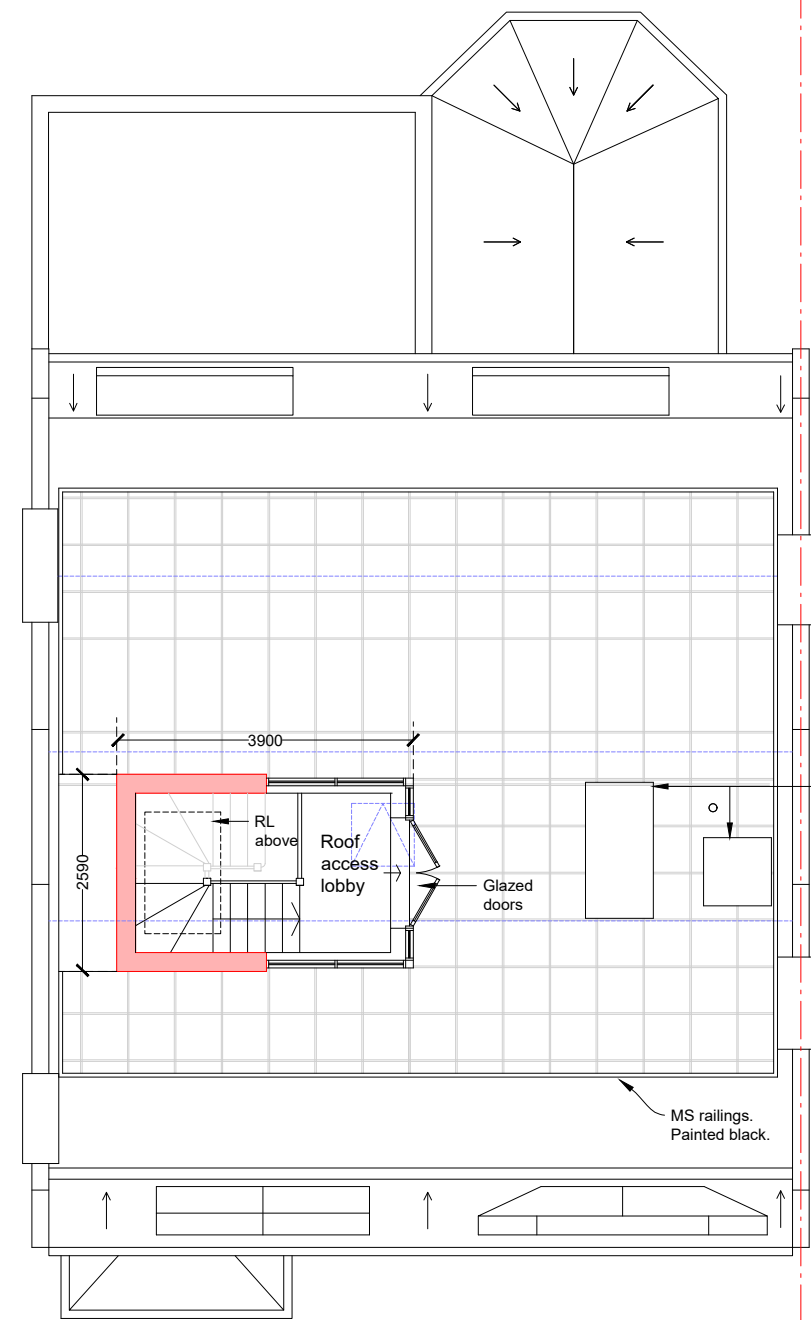 3900
2590
RL
above
Roof
access
lobby
Glazed
doors
MS railings.
Painted black.